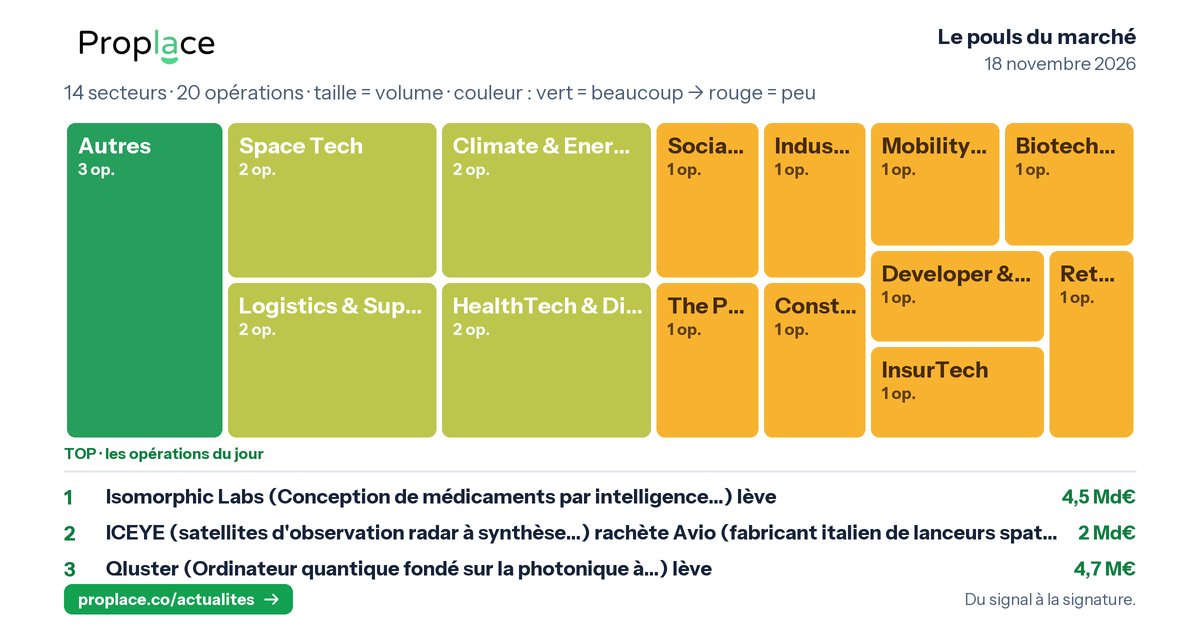 Proplace
Le pouls du marché
18 novembre 2026
14 secteurs · 20 opérations · taille = volume · couleur : vert = beaucoup → rouge = peu
Autres
3 op.
Space Tech
2 op.
Climate & Ener...
2 op.
Socia...
1 op.
Indus...
1 op.
Mobility...
1 op.
Biotech...
1 op.
Logistics & Sup...
2 op.
HealthTech & Di...
2 op.
The P...
1 op.
Const...
1 op.
Developer &...
1 op.
Ret...
1 op.
InsurTech
1 op.
TOP · les opérations du jour
1 Isomorphic Labs (Conception de médicaments par intelligence...) lève 4,5 Md€
2 ICEYE (satellites d'observation radar à synthèse...) rachète Avio (fabricant italien de lanceurs spat... 2 Md€
3 Qluster (Ordinateur quantique fondé sur la photonique à...) lève 4,7 M€
proplace.co/actualites →
Du signal à la signature.